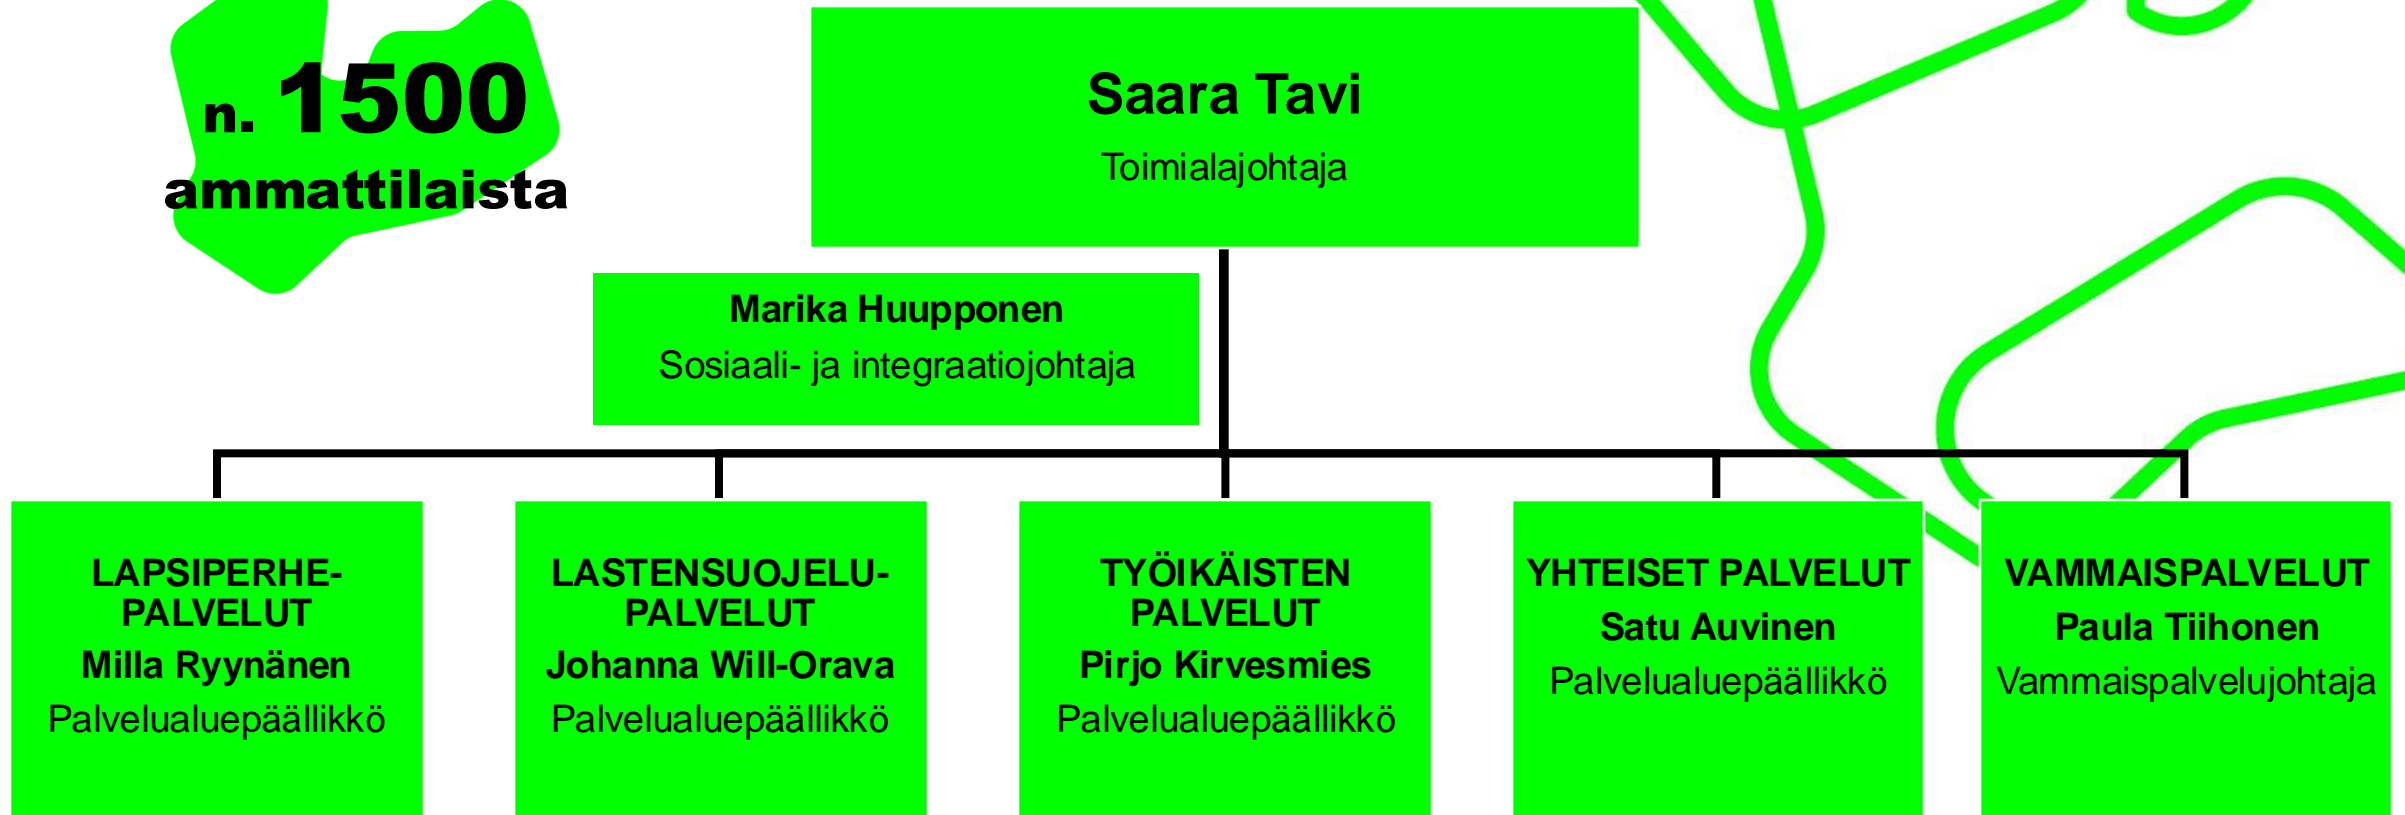 n. 1500
ammattilaista
Saara Tavi
Toimialajohtaja
Marika Huupponen
Sosiaali- ja integraatiojohtaja
LAPSIPERHE-
PALVELUT
Milla Ryynänen
Palvelualuepäällikkö
LASTENSUOJELU-
PALVELUT
Johanna Will-Orava
Palvelualuepäällikkö
TYÖIKÄISTEN
PALVELUT
Pirjo Kirvesmies
Palvelualuepäällikkö
YHTEISET PALVELUT
Satu Auvinen
Palvelualuepäällikkö
VAMMAISPALVELUT
Paula Tiihonen
Vammaispalvelujohtaja